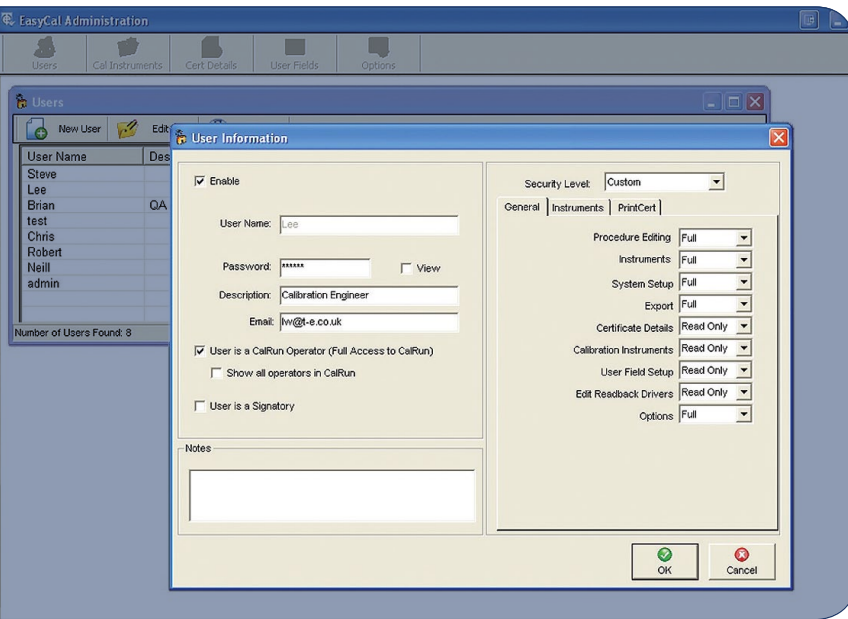 EasyCal Administration
Users Cal Instruments Cert Details User Fields Options
Users
New User Edit
User Name Des
Steve
Lee
Brian QA
test
Chris
Robert
Neill
admin
Number of Users Found: 8
User Information
Enable
User Name: Lee
Password: ******
View
Description: Calibration Engineer
Email: lw@t-e.co.uk
User is a CalRun Operator (Full Access to CalRun)
Show all operators in CalRun
User is a Signatory
Notes
Security Level: Custom
General Instruments PrintCert
Procedure Editing Full
Instruments Full
System Setup Full
Export Full
Certificate Details Read Only
Calibration Instruments Read Only
User Field Setup Read Only
Edit Readback Drivers Read Only
Options Full
OK Cancel